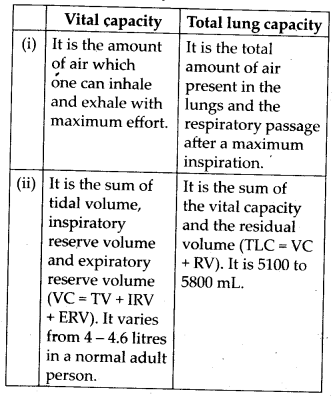 Vital capacity
Total lung capacity
(i)
It is the amount
of air which
one can inhale
and exhale with
maximum effort.
It is the total
amount of air
present in the
lungs and the
respiratory passage
after a maximum
inspiration.
(ii)
It is the sum of
tidal volume,
inspiratory
reserve volume
and expiratory
reserve volume
(VC = TV + IRV
+ ERV). It varies
from 4 – 4.6 litres
in a normal adult
person.
It is the sum of
the vital capacity
and the residual
volume (TLC = VC
+ RV). It is 5100 to
5800 mL.